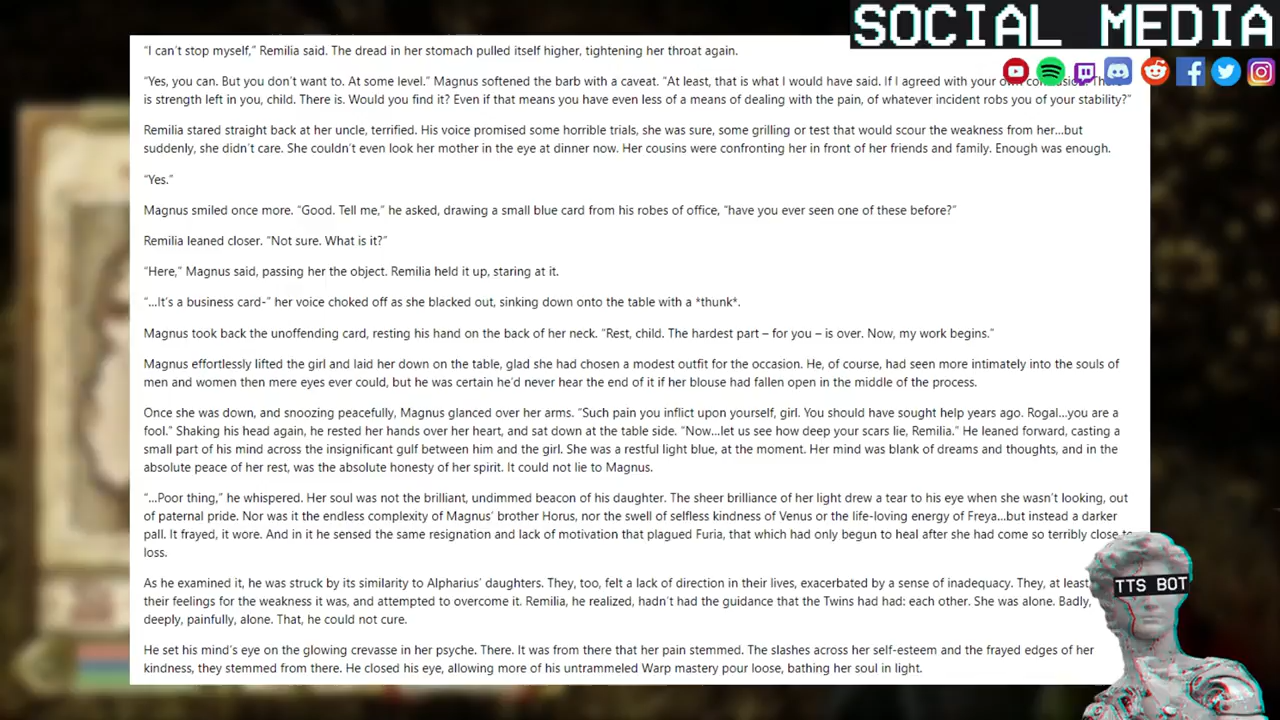 SOCIAL MEDIA
“I can’t stop myself,” Remilia said. The dread in her stomach pulled itself higher, tightening her throat again.
“Yes, you can. But you don’t want to. At some level.” Magnus softened the barb with a caveat. “At least, that is what I would have said. If I agreed with your own
is strength left in you, child. There is. Would you find it? Even if that means you have even less of a means of dealing with the pain, of whatever incident robs you of your stability?”
Remilia stared straight back at her uncle, terrified. His voice promised some horrible trials, she was sure, some grilling or test that would scour the weakness from her…but
suddenly, she didn’t care. She couldn’t even look her mother in the eye at dinner now. Her cousins were confronting her in front of her friends and family. Enough was enough.
“Yes.”
Magnus smiled once more. “Good. Tell me,” he asked, drawing a small blue card from his robes of office, “have you ever seen one of these before?”
Remilia leaned closer. “Not sure. What is it?”
“Here,” Magnus said, passing her the object. Remilia held it up, staring at it.
“…It’s a business card-” her voice choked off as she blacked out, sinking down onto the table with a *thunk*.
Magnus took back the unoffending card, resting his hand on the back of her neck. “Rest, child. The hardest part – for you – is over. Now, my work begins.”
Magnus effortlessly lifted the girl and laid her down on the table, glad she had chosen a modest outfit for the occasion. He, of course, had seen more intimately into the souls of
men and women then mere eyes ever could, but he was certain he’d never hear the end of it if her blouse had fallen open in the middle of the process.
Once she was down, and snoozing peacefully, Magnus glanced over her arms. “Such pain you inflict upon yourself, girl. You should have sought help years ago. Rogal…you are a
fool.” Shaking his head again, he rested her hands over her heart, and sat down at the table side. “Now…let us see how deep your scars lie, Remilia.” He leaned forward, casting a
small part of his mind across the insignificant gulf between him and the girl. She was a restful light blue, at the moment. Her mind was blank of dreams and thoughts, and in the
absolute peace of her rest, was the absolute honesty of her spirit. It could not lie to Magnus.
“…Poor thing,” he whispered. Her soul was not the brilliant, undimmed beacon of his daughter. The sheer brilliance of her light drew a tear to his eye when she wasn’t looking, out
of paternal pride. Nor was it the endless complexity of Magnus’ brother Horus, nor the swell of selfless kindness of Venus or the life-loving energy of Freya…but instead a darker
pall. It frayed, it wore. And in it he sensed the same resignation and lack of motivation that plagued Furia, that which had only begun to heal after she had come so terribly close to
loss.
As he examined it, he was struck by its similarity to Alpharius’ daughters. They, too, felt a lack of direction in their lives, exacerbated by a sense of inadequacy. They, at least,
their feelings for the weakness it was, and attempted to overcome it. Remilia, he realized, hadn’t had the guidance that the Twins had had: each other. She was alone. Badly,
deeply, painfully, alone. That, he could not cure.
He set his mind’s eye on the glowing crevasse in her psyche. There. It was from there that her pain stemmed. The slashes across her self-esteem and the frayed edges of her
kindness, they stemmed from there. He closed his eye, allowing more of his untrammeled Warp mastery pour loose, bathing her soul in light.
TTS BOT